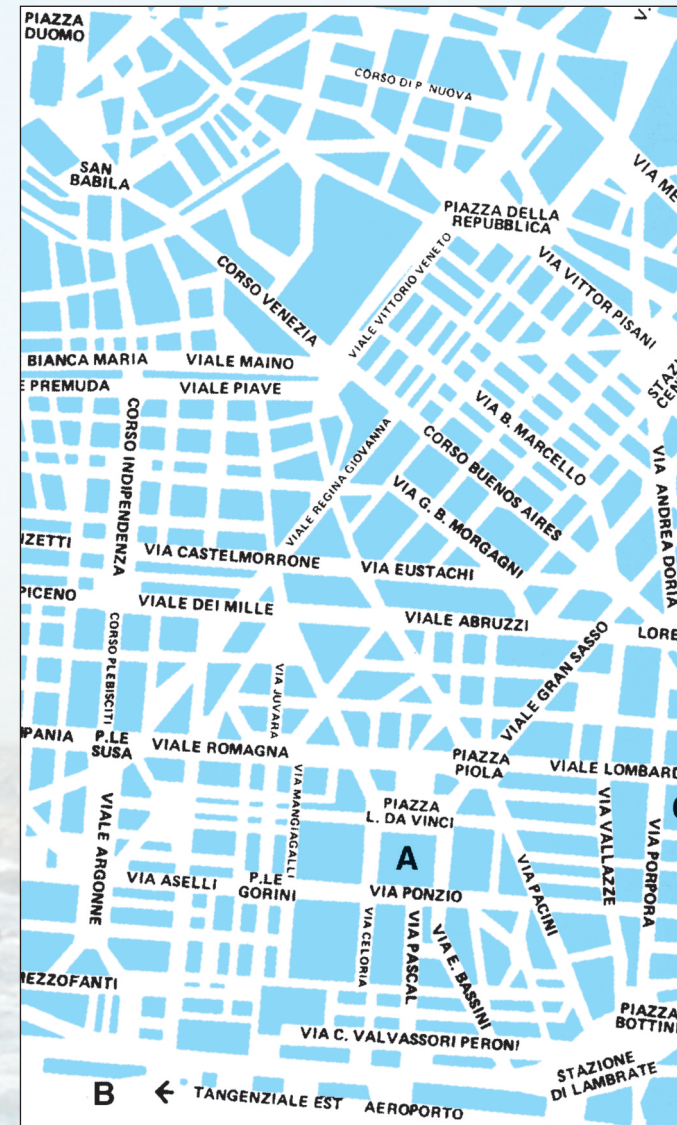 PIAZZA
DUOMO
CORSO DI P. NUOVA
SAN
BABILA
VIA
PIAZZA DELLA
REPUBBLICA
VIALE VITTORIO VENETO
VIA VITTOR PISANI
CORSO VENEZIA
BIANCA MARIA
VIALE MAINO
PREMUDA
VIALE PIAVE
CORSO INDIPENDENZA
VIALE REGINA GIOVANNA
VIA B. MARCELLO
CORSO BUENOS AIRES
VIA G. B. MORGAGNI
VIA ANDREA DORIA
VIA CASTELMORRONE
VIA EUSTACHI
PICENO
VIALE DEI MILLE
VIALE ABRUZZI
CORSO PLEBISCITI
VIA JUVARA
VIALE GRAN SASSO
P.LE
SUSA
VIALE ROMAGNA
PIAZZA
PIOLA
VIALE LOMBARD
VIALE ARGONNE
VIA MANGIAGALLI
PIAZZA
L. DA VINCI
A
VIA VALLAZZE
VIA PORPORA
VIA ASELLI
P.LE
GORINI
VIA PONZIO
VIA PACINI
VIA CELORIA
VIA PASCAL
VIA E. BASSINI
REZZOFANTI
PIAZZA
BOTTINI
VIA C. VALVASSORI PERONI
STAZIONE
DI LAMBRATE
B ← TANGENZIALE EST AEROPORTO